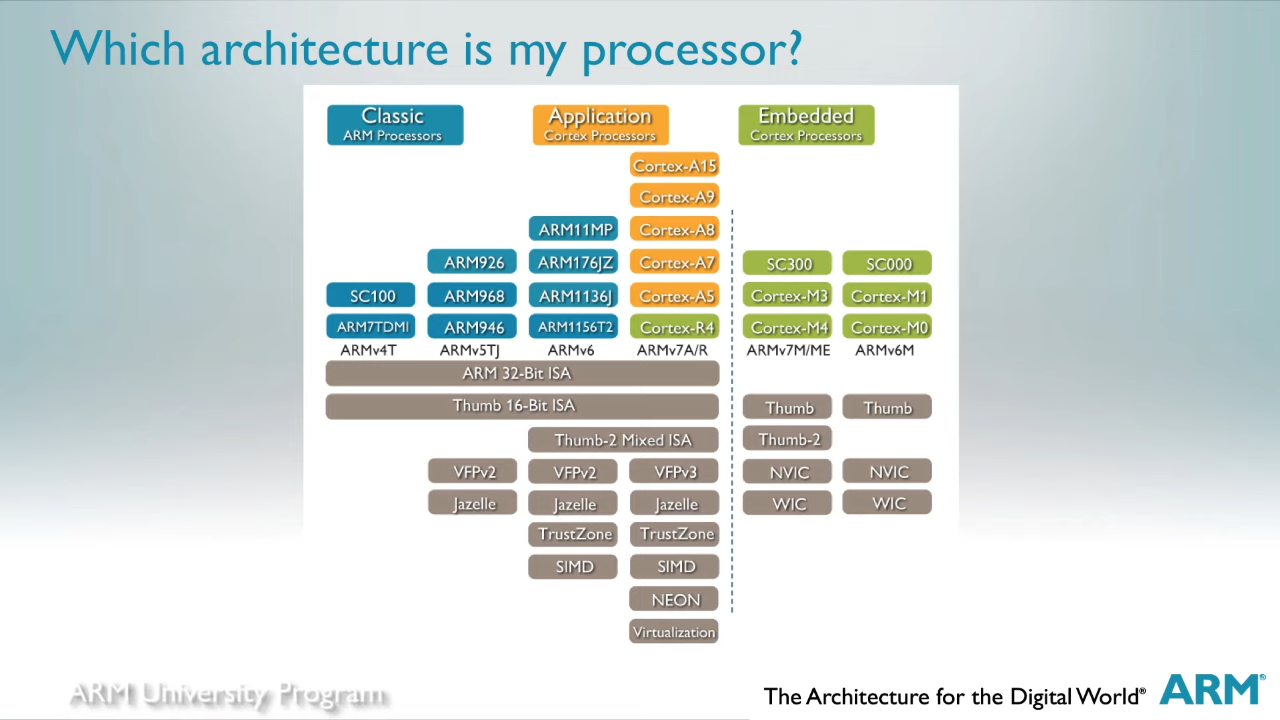 Which architecture is my processor?
Classic
ARM Processors
Application
Cortex Processors
Embedded
Cortex Processors
Cortex-A15
Cortex-A9
ARM11MP Cortex-A8
ARM926 ARM176JZ Cortex-A7 SC300 SC000
SC100 ARM968 ARM1136J Cortex-A5 Cortex-M3 Cortex-M1
ARM7TDMI ARM946 ARM1156T2 Cortex-R4 Cortex-M4 Cortex-M0
ARMv4T ARMv5TJ ARMv6 ARMv7A/R ARMv7M/ME ARMv6M
ARM 32-Bit ISA
Thumb 16-Bit ISA Thumb Thumb
Thumb-2 Mixed ISA Thumb-2
VFPv2 VFPv2 VFPv3 NVIC NVIC
Jazelle Jazelle Jazelle WIC WIC
TrustZone TrustZone
SIMD SIMD
NEON
Virtualization
ARM University Program
The Architecture for the Digital World® ARM®